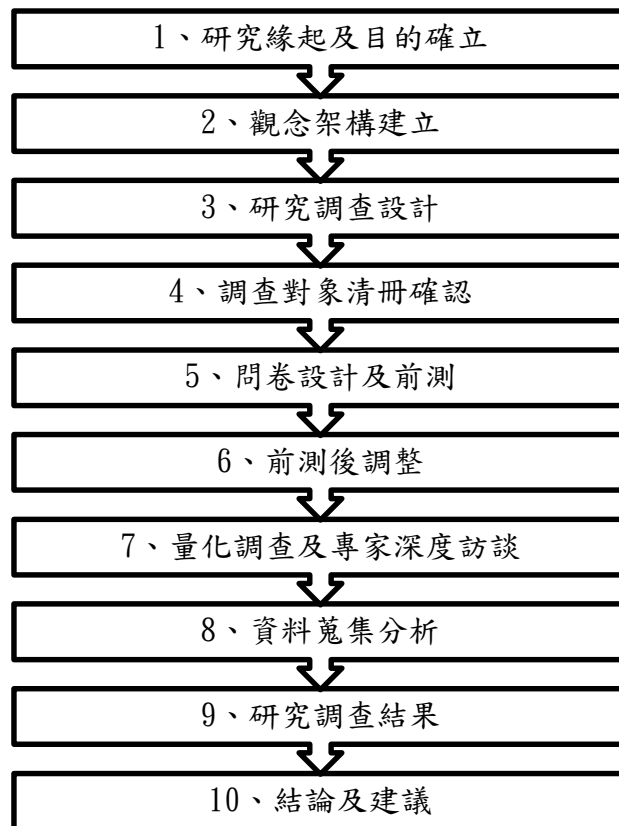 1、研究緣起及目的確立
2、觀念架構建立
3、研究調查設計
4、調查對象清冊確認
5、問卷設計及前測
6、前測後調整
7、量化調查及專家深度訪談
8、資料蒐集分析
9、研究調查結果
10、結論及建議